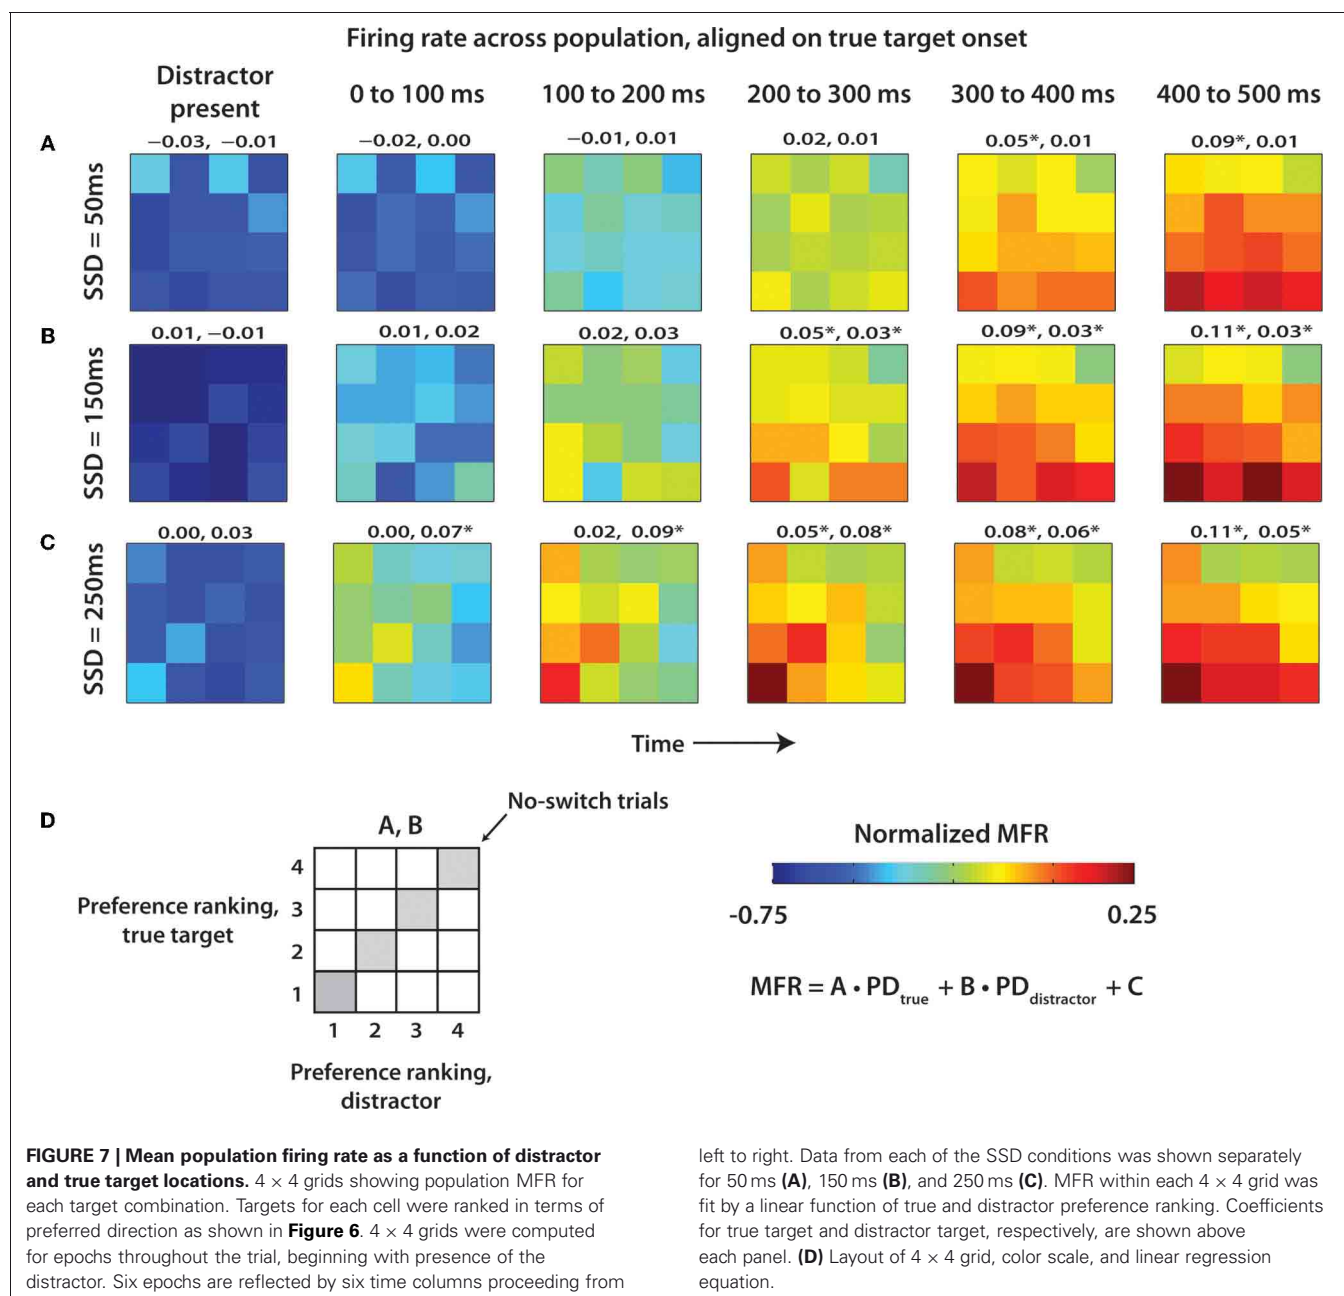 Firing rate across population, aligned on true target onset
Distractor
present
0 to 100 ms
100 to 200 ms
200 to 300 ms
300 to 400 ms
400 to 500 ms
A
SSD = 50ms
−0.03, −0.01
−0.02, 0.00
−0.01, 0.01
0.02, 0.01
0.05*, 0.01
0.09*, 0.01
B
SSD = 150ms
0.01, −0.01
0.01, 0.02
0.02, 0.03
0.05*, 0.03*
0.09*, 0.03*
0.11*, 0.03*
C
SSD = 250ms
0.00, 0.03
0.00, 0.07*
0.02, 0.09*
0.05*, 0.08*
0.08*, 0.06*
0.11*, 0.05*
Time
D
A, B
No-switch trials
Preference ranking,
true target
4
3
2
1
1 2 3 4
Preference ranking,
distractor
Normalized MFR
-0.75
0.25
MFR = A • PDtrue + B • PDdistractor + C
FIGURE 7 | Mean population firing rate as a function of distractor
and true target locations. 4 × 4 grids showing population MFR for
each target combination. Targets for each cell were ranked in terms of
preferred direction as shown in Figure 6. 4 × 4 grids were computed
for epochs throughout the trial, beginning with presence of the
distractor. Six epochs are reflected by six time columns proceeding from
left to right. Data from each of the SSD conditions was shown separately
for 50 ms (A), 150 ms (B), and 250 ms (C). MFR within each 4 × 4 grid was
fit by a linear function of true and distractor preference ranking. Coefficients
for true target and distractor target, respectively, are shown above
each panel. (D) Layout of 4 × 4 grid, color scale, and linear regression
equation.